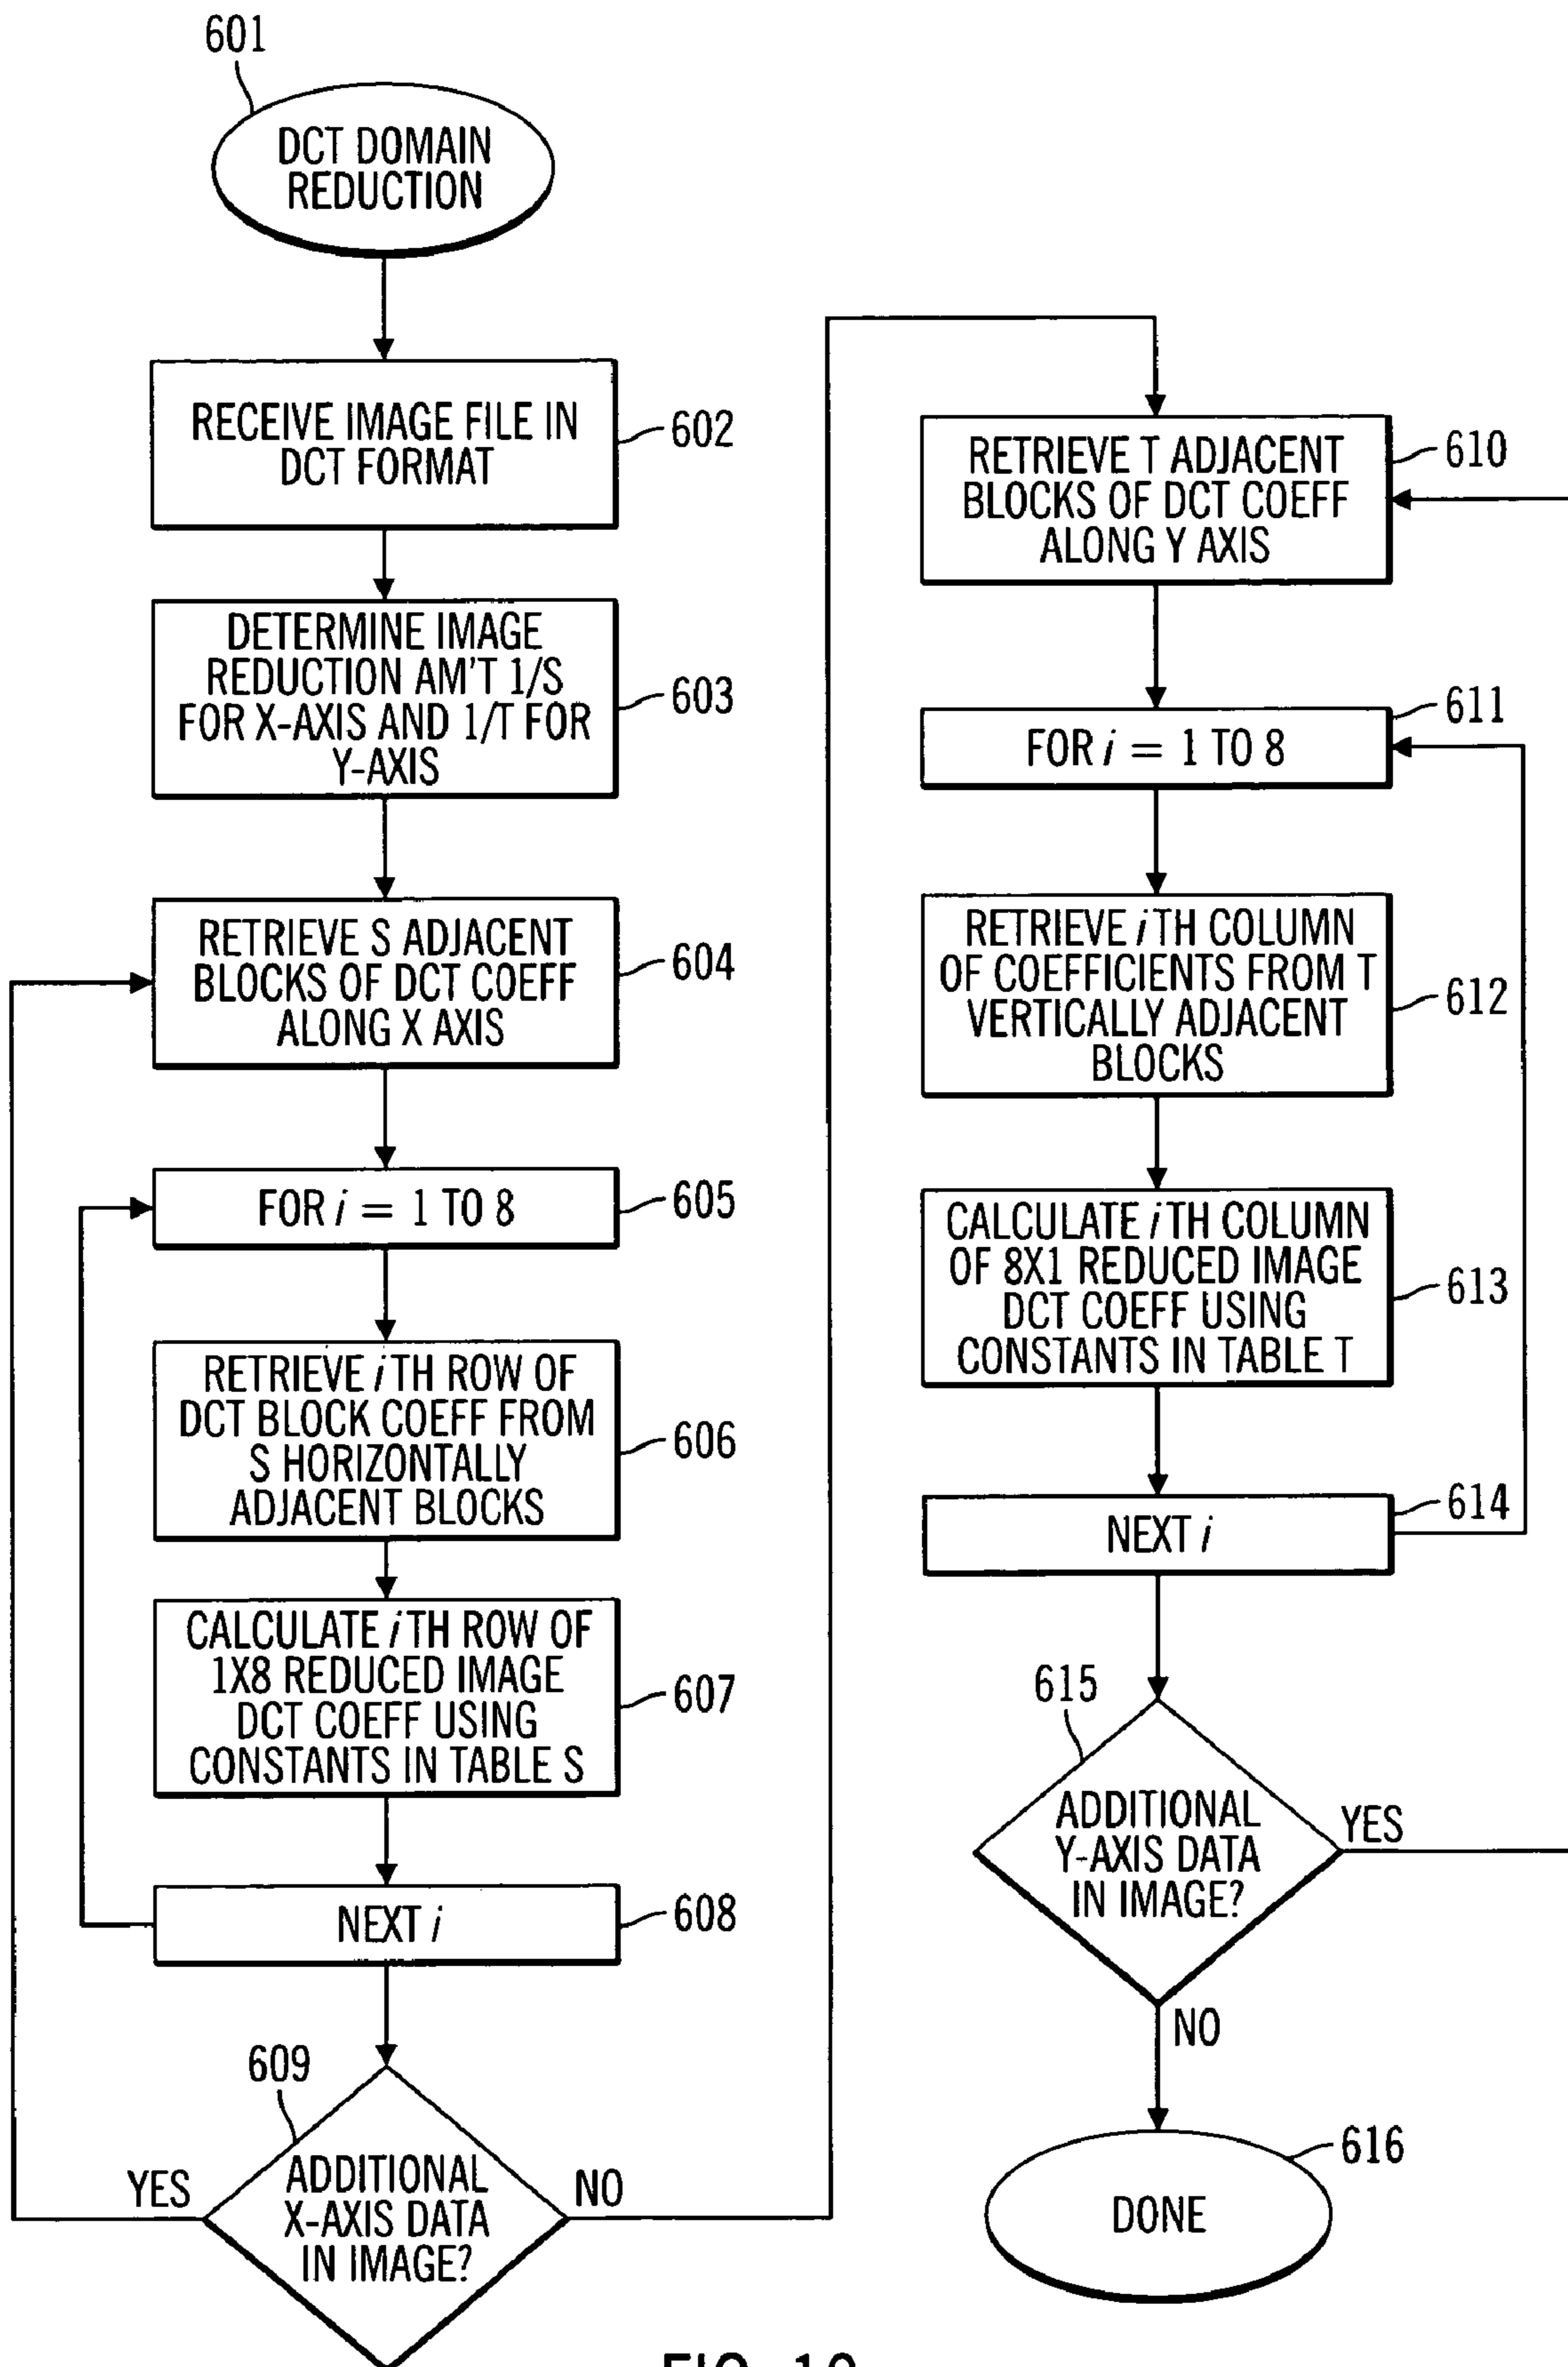 601
DCT DOMAIN
REDUCTION
RECEIVE IMAGE FILE IN
DCT FORMAT
602
DETERMINE IMAGE
REDUCTION AM'T 1/S
FOR X-AXIS AND 1/T FOR
Y-AXIS
603
RETRIEVE S ADJACENT
BLOCKS OF DCT COEFF
ALONG X AXIS
604
FOR i = 1 TO 8
605
RETRIEVE i TH ROW OF
DCT BLOCK COEFF FROM
S HORIZONTALLY
ADJACENT BLOCKS
606
CALCULATE i TH ROW OF
1X8 REDUCED IMAGE
DCT COEFF USING
CONSTANTS IN TABLE S
607
NEXT i
608
609
ADDITIONAL
X-AXIS DATA
IN IMAGE?
YES
NO
RETRIEVE T ADJACENT
BLOCKS OF DCT COEFF
ALONG Y AXIS
610
FOR i = 1 TO 8
611
RETRIEVE i TH COLUMN
OF COEFFICIENTS FROM T
VERTICALLY ADJACENT
BLOCKS
612
CALCULATE i TH COLUMN
OF 8X1 REDUCED IMAGE
DCT COEFF USING
CONSTANTS IN TABLE T
613
NEXT i
614
615
ADDITIONAL
Y-AXIS DATA
IN IMAGE?
YES
NO
DONE
616